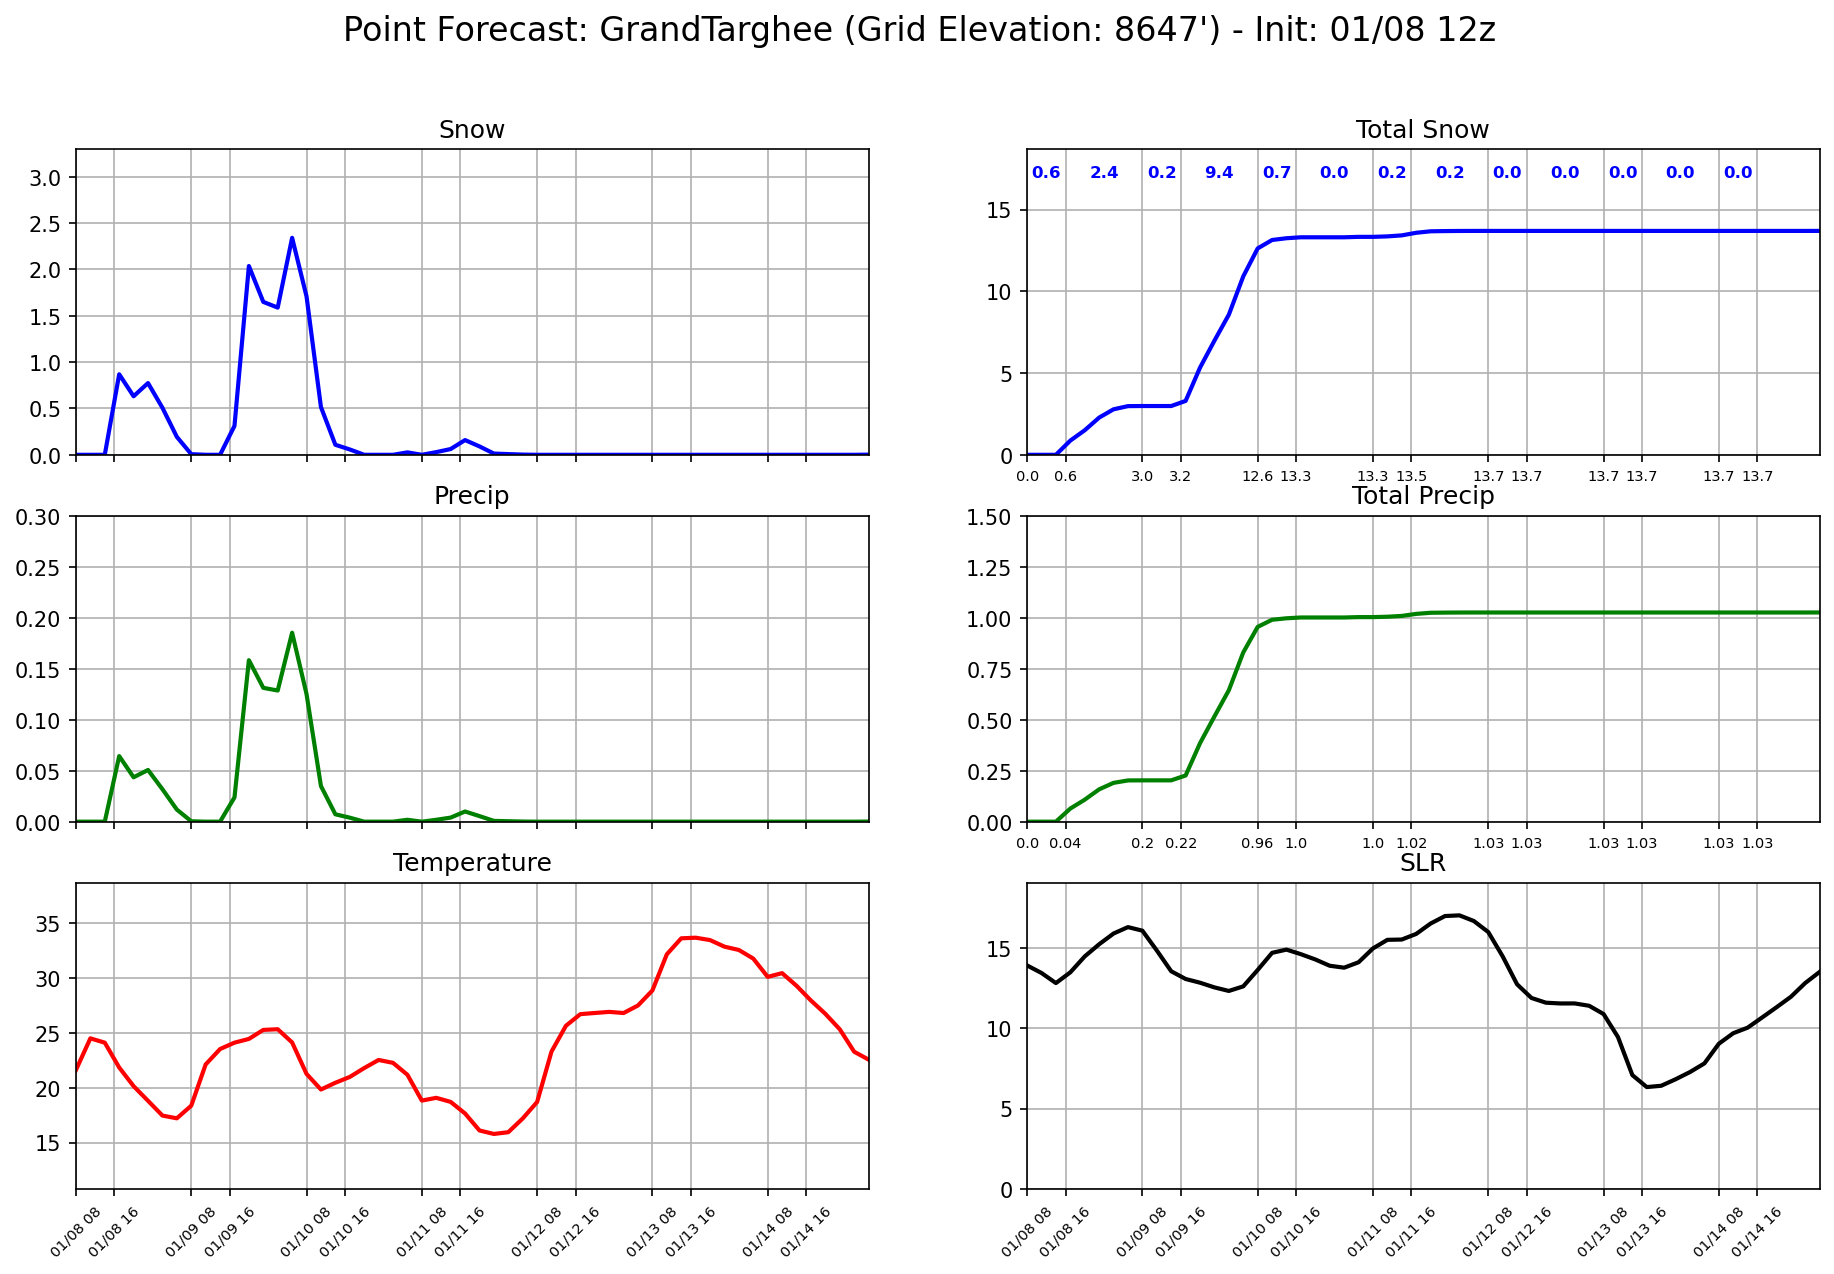 Point Forecast: GrandTarghee (Grid Elevation: 8647') - Init: 01/08 12z
Snow
3.0
2.5
2.0
1.5
1.0
0.5
0.0
Total Snow
0.6 2.4 0.2 9.4 0.7 0.0 0.2 0.2 0.0 0.0 0.0 0.0 0.0
15
10
5
0
0.0 0.6 3.0 3.2 12.6 13.3 13.3 13.5 13.7 13.7 13.7 13.7 13.7 13.7
Precip
0.30
0.25
0.20
0.15
0.10
0.05
0.00
Total Precip
1.50
1.25
1.00
0.75
0.50
0.25
0.00
0.0 0.04 0.2 0.22 0.96 1.0 1.0 1.02 1.03 1.03 1.03 1.03 1.03 1.03
Temperature
35
30
25
20
15
01/08 08 01/08 16 01/09 08 01/09 16 01/10 08 01/10 16 01/11 08 01/11 16 01/12 08 01/12 16 01/13 08 01/13 16 01/14 08 01/14 16
SLR
15
10
5
0
01/08 08 01/08 16 01/09 08 01/09 16 01/10 08 01/10 16 01/11 08 01/11 16 01/12 08 01/12 16 01/13 08 01/13 16 01/14 08 01/14 16